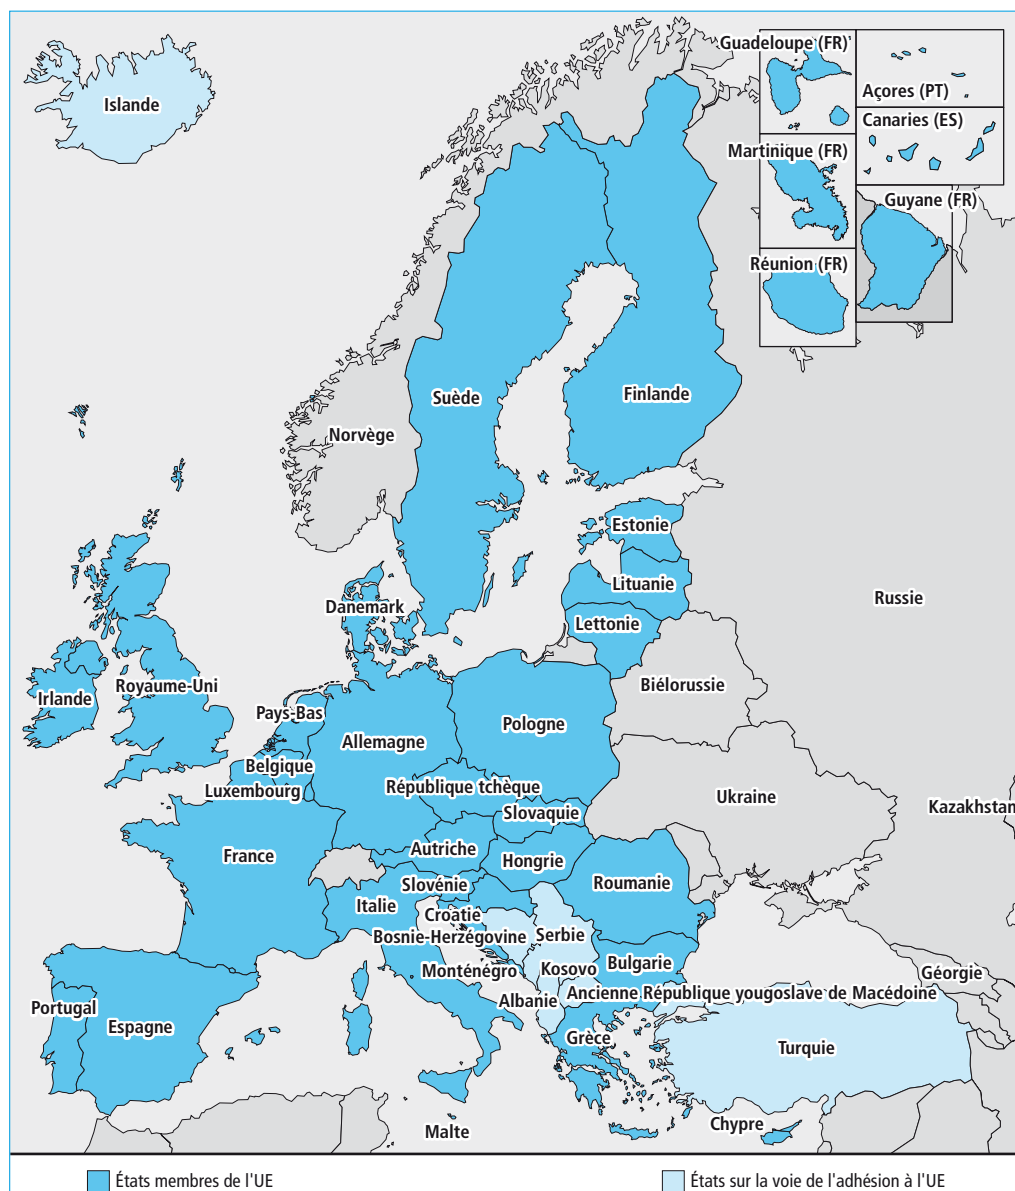 Guadeloupe (FR)
Açores (PT)
Islande
Canaries (ES)
Martinique (FR)
Guyane (FR)
Réunion (FR)
Suède
Finlande
Norvège
Estonie
Lituanie
Russie
Danemark
Lettonie
Biélorussie
Irlande
Royaume-Uni
Pays-Bas
Pologne
Allemagne
Belgique
République tchèque
Luxembourg
Ukraine
Kazakhstan
Slovaquie
France
Autriche
Hongrie
Roumanie
Slovénie
Italie
Croatie
Bosnie-Herzégovine
Serbie
Monténégro
Kosovo
Bulgarie
Géorgie
Albanie
Ancienne République yougoslave de Macédoine
Portugal
Espagne
Grèce
Turquie
Malte
Chypre
États membres de l'UE
États sur la voie de l'adhésion à l'UE